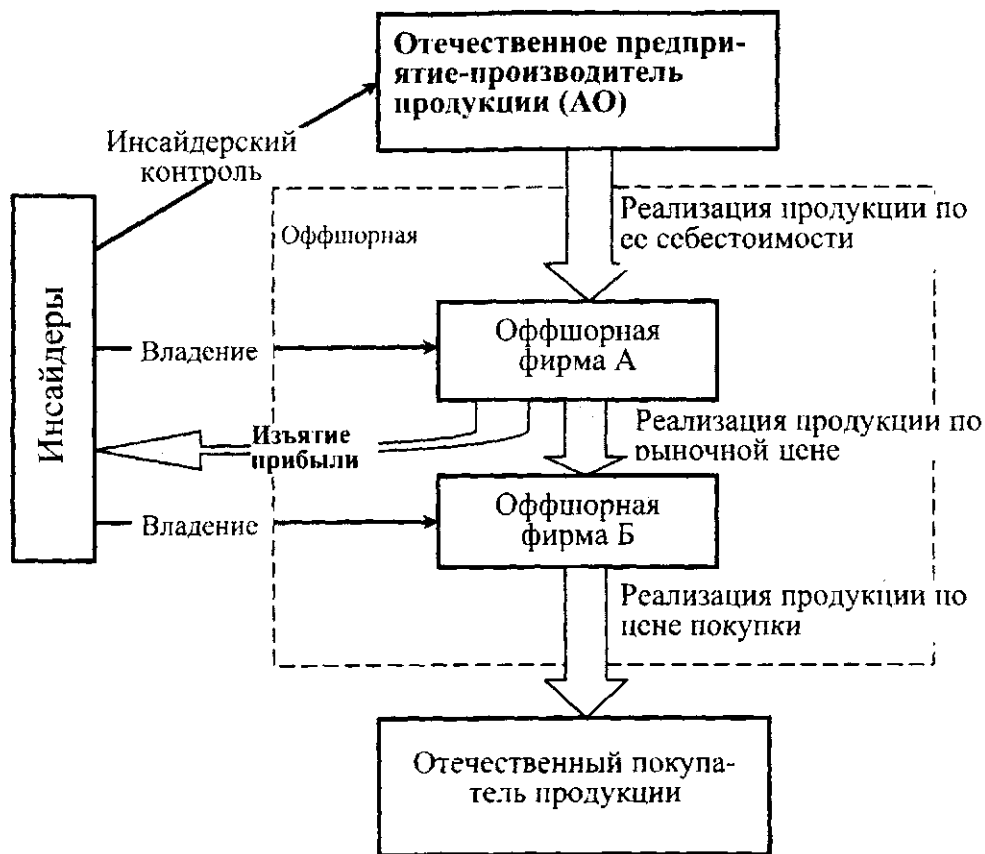 Отечественное предпри-
ятие-производитель
продукции (АО)
Инсайдерский
контроль
Реализация продукции по
ее себестоимости
Оффшорная
Инсайдеры
Оффшорная
фирма А
Владение
Реализация продукции по
рыночной цене
Изъятие
прибыли
Оффшорная
фирма Б
Владение
Реализация продукции по
цене покупки
Отечественный покупа-
тель продукции